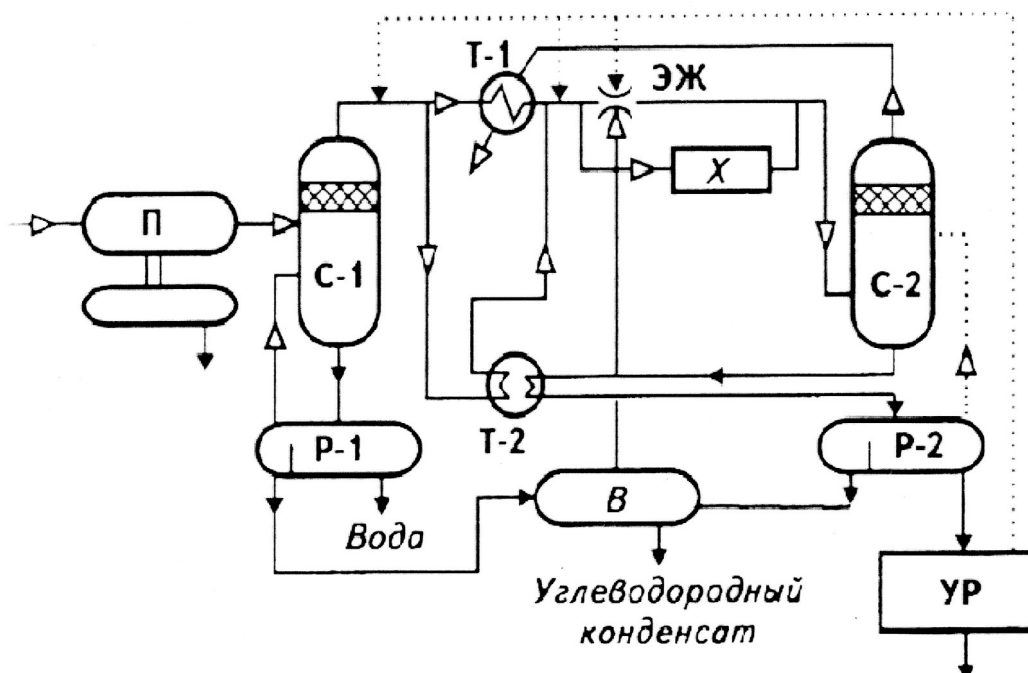 Т-1
ЭЖ
Х
П
С-1
С-2
Т-2
Р-1
Р-2
В
Вода
УР
Углеводородный
конденсат